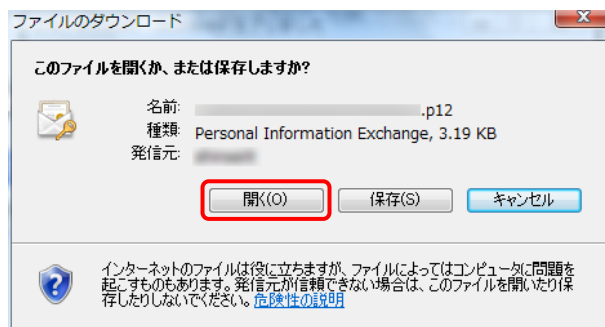 ファイルのダウンロード
このファイルを開くか、または保存しますか?
名前: .p12
種類: Personal Information Exchange, 3.19 KB
発信元:
開く(O) 保存(S) キャンセル
インターネットのファイルは役に立ちますが、ファイルによってはコンピュータに問題を
起こすものもあります。発信元が信頼できない場合は、このファイルを開いたり保
存したりしないでください。危険性の説明